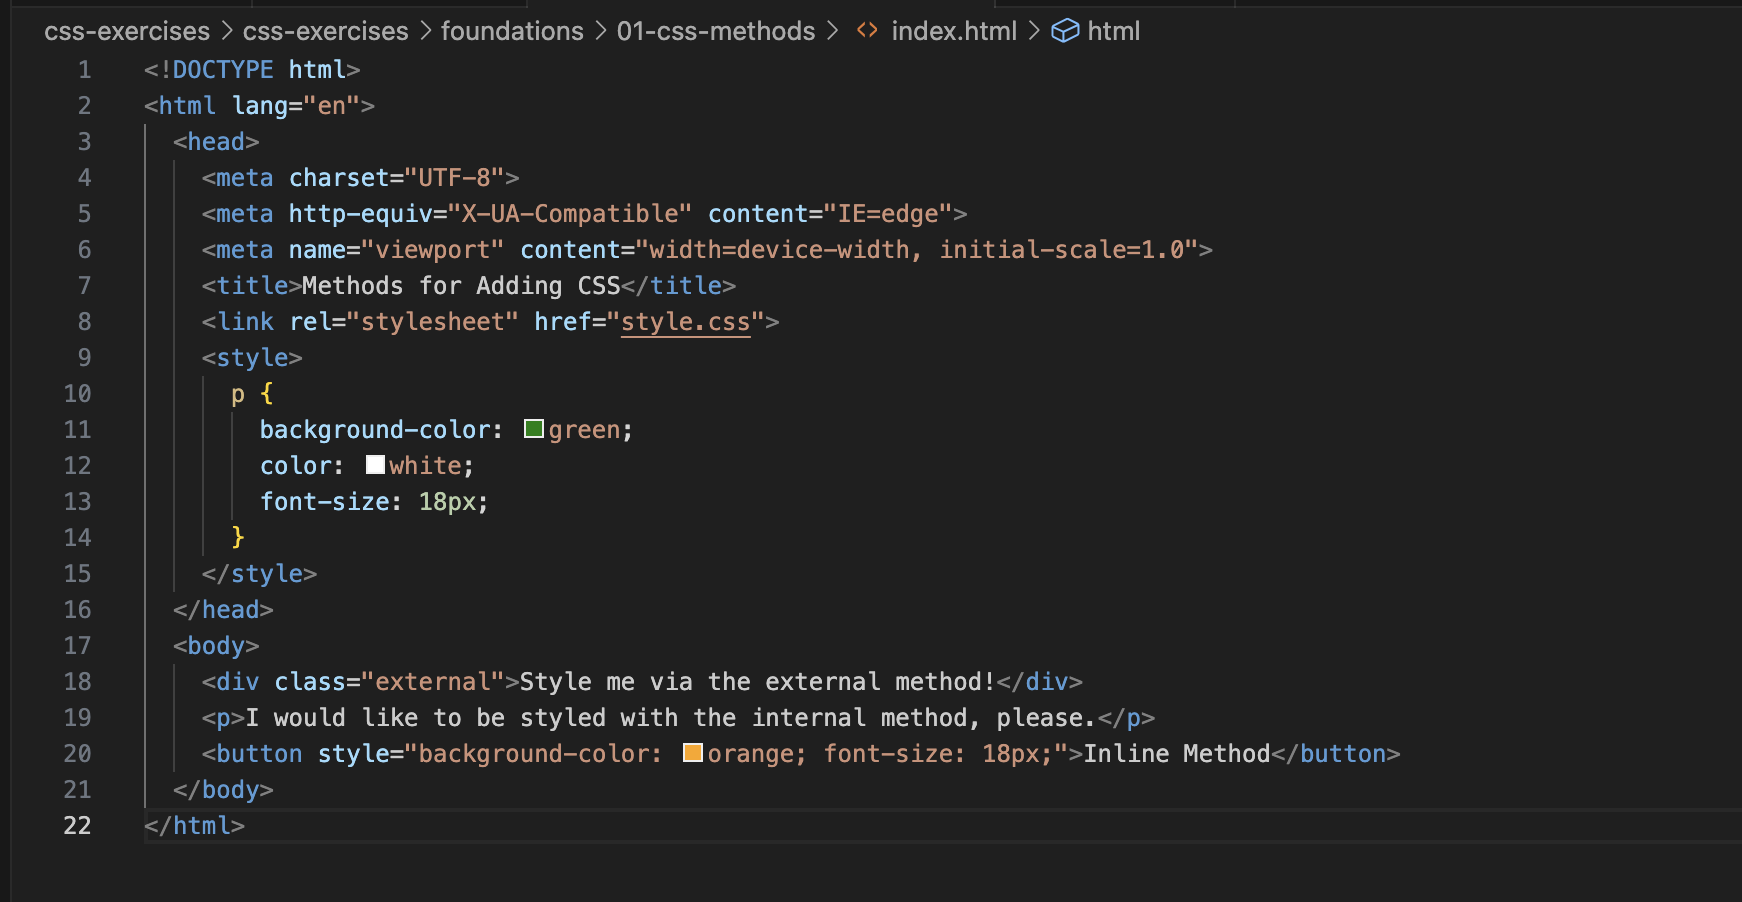 css-exercises > css-exercises > foundations > 01-css-methods > <> index.html > html
1 <!DOCTYPE html>
2 <html lang="en">
3 <head>
4 <meta charset="UTF-8">
5 <meta http-equiv="X-UA-Compatible" content="IE=edge">
6 <meta name="viewport" content="width=device-width, initial-scale=1.0">
7 <title>Methods for Adding CSS</title>
8 <link rel="stylesheet" href="style.css">
9 <style>
10 p {
11 background-color: green;
12 color: white;
13 font-size: 18px;
14 }
15 </style>
16 </head>
17 <body>
18 <div class="external">Style me via the external method!</div>
19 <p>I would like to be styled with the internal method, please.</p>
20 <button style="background-color: orange; font-size: 18px;">Inline Method</button>
21 </body>
22 </html>